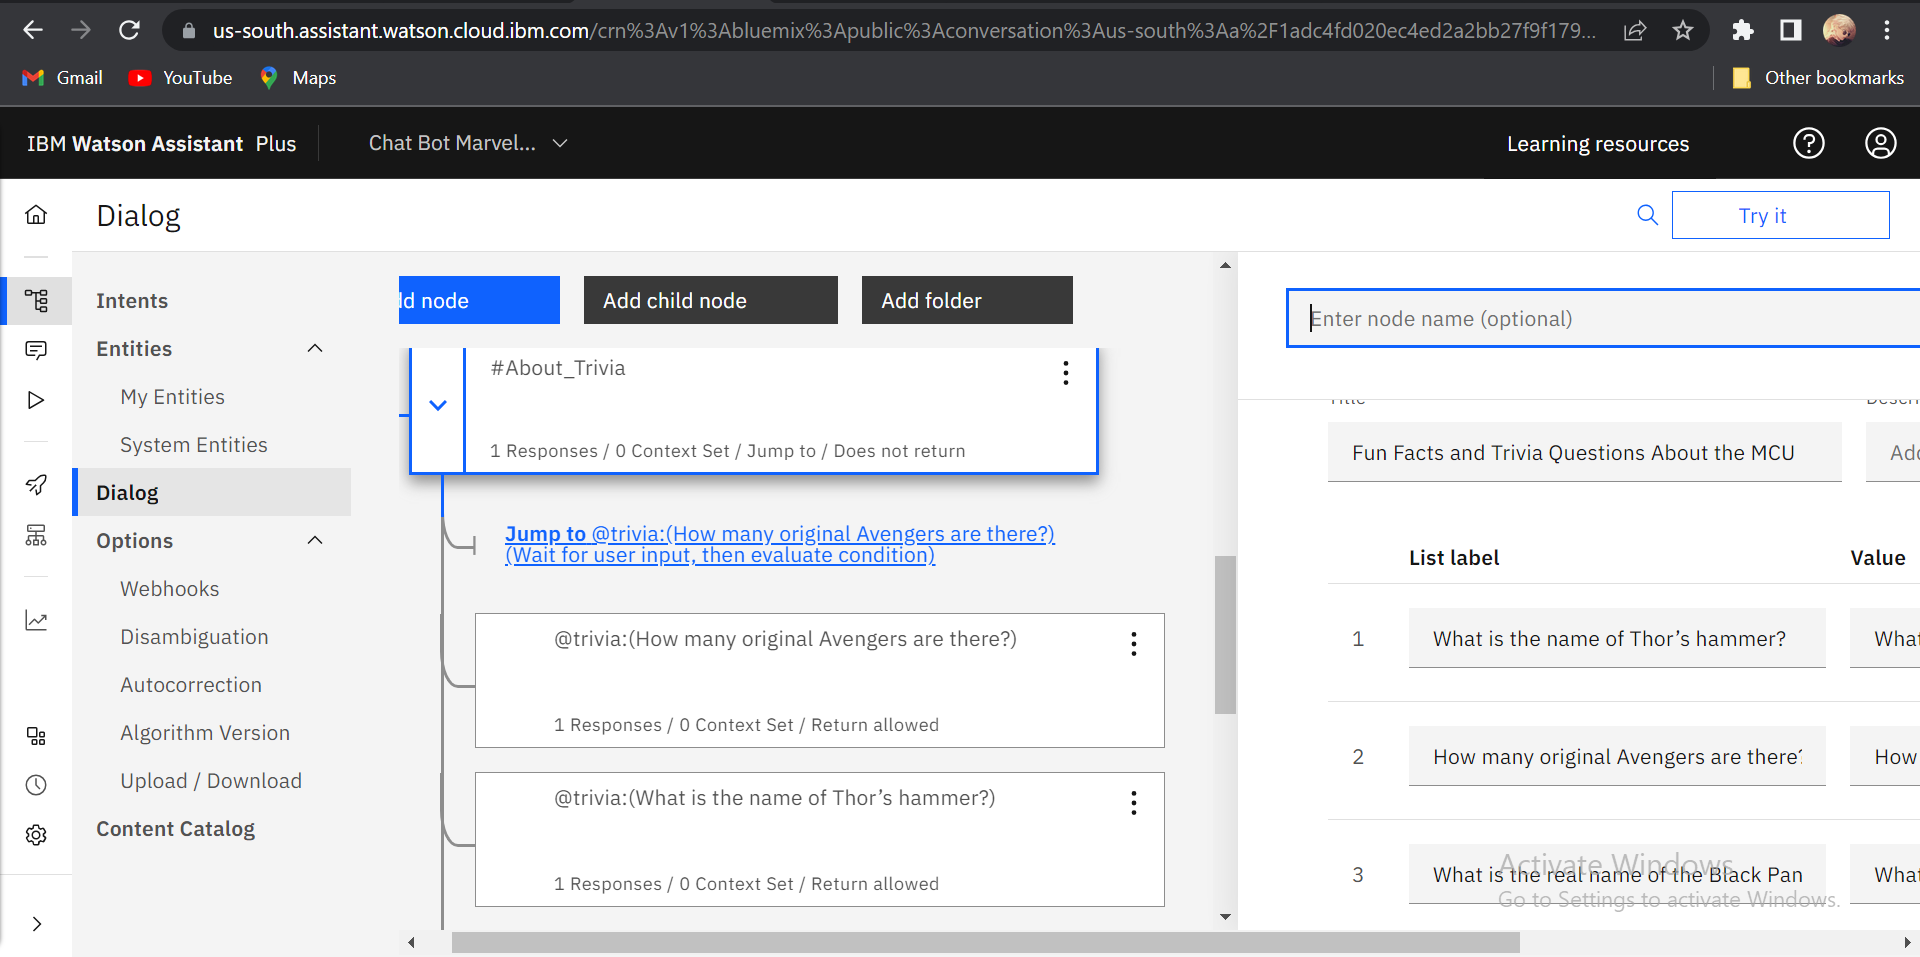 us-south.assistant.watson.cloud.ibm.com/crn%3Av1%3Abluemix%3Apublic%3Aconversation%3Aus-south%3Aa%2F1adc4fd020ec4ed2a2bb27f9f179...
Gmail YouTube Maps Other bookmarks
IBM Watson Assistant Plus Chat Bot Marvel... Learning resources
Dialog Try it
Intents
Entities
My Entities
System Entities
Dialog
Options
Webhooks
Disambiguation
Autocorrection
Algorithm Version
Upload / Download
Content Catalog
d node Add child node Add folder
#About_Trivia
1 Responses / 0 Context Set / Jump to / Does not return
Jump to @trivia:(How many original Avengers are there?)
(Wait for user input, then evaluate condition)
@trivia:(How many original Avengers are there?)
1 Responses / 0 Context Set / Return allowed
@trivia:(What is the name of Thor’s hammer?)
1 Responses / 0 Context Set / Return allowed
Enter node name (optional)
Fun Facts and Trivia Questions About the MCU
List label Value
1 What is the name of Thor’s hammer? What
2 How many original Avengers are there? How
3 What is the real name of the Black Pan What
Activate Windows
Go to Settings to activate Windows.